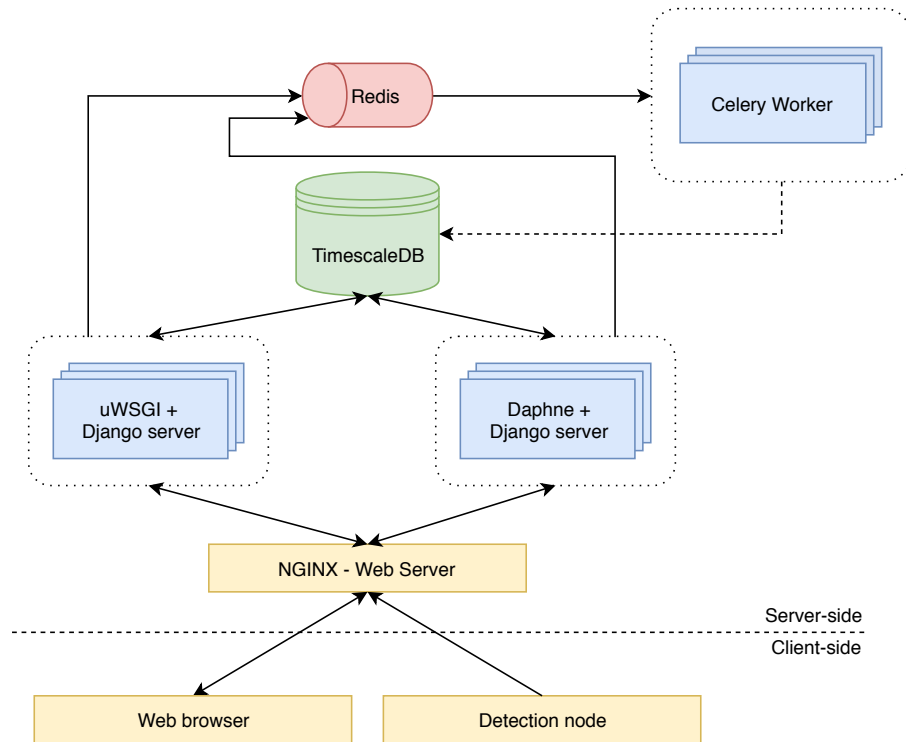 Redis
Celery Worker
TimescaleDB
uWSGI +
Django server
Daphne +
Django server
NGINX - Web Server
Server-side
Client-side
Web browser
Detection node